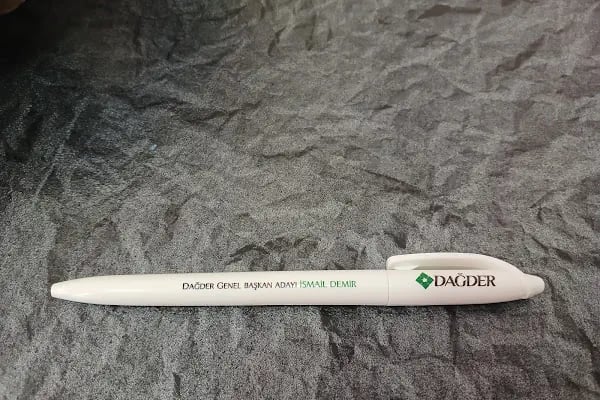 DAĞDER GENEL BAŞKAN ADAYI İSMAİL DEMİR
DAĞDER